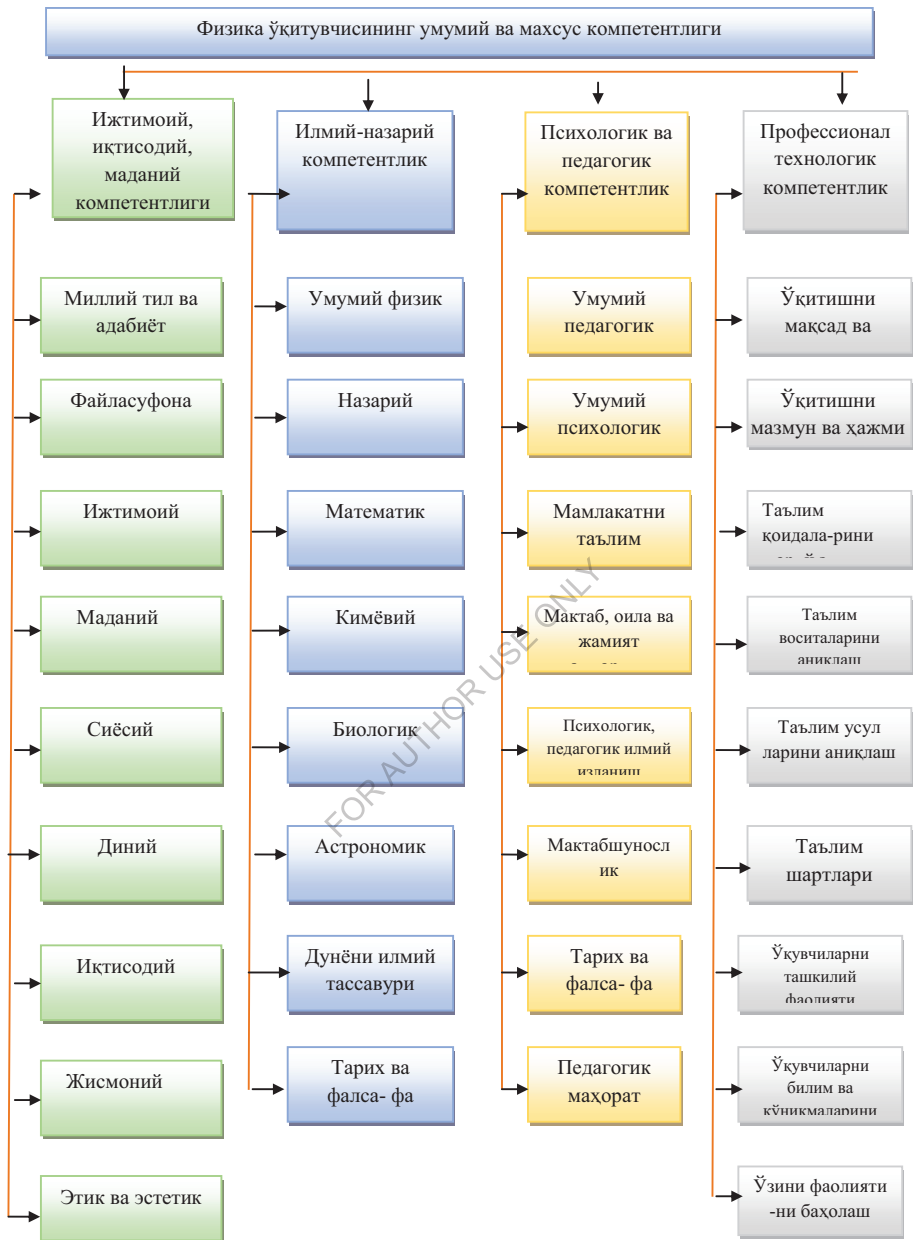 Физика ўқитувчисининг умумий ва махсус компетентлиги
Ижтимоий,
иқтисодий,
маданий
компетентлиги
Миллий тил ва
адабиёт
Файласуфона
Ижтимоий
Маданий
Сиёсий
Диний
Иқтисодий
Жисмоний
Этик ва эстетик
Илмий-назарий
компетентлик
Умумий физик
Назарий
Математик
Кимёвий
Биологик
Астрономик
Дунёни илмий
тассавури
Тарих ва
фалса- фа
Психологик ва
педагогик
компетентлик
Умумий
педагогик
Умумий
психологик
Мамлакатни
таълим
Мактаб, оила ва
жамият
Психологик,
педагогик илмий
изланиш
Мактабшунос
лик
Тарих ва
фалса- фа
Педагогик
маҳорат
Профессионал
технологик
компетентлик
Ўқитишни
мақсад ва
Ўқитишни
мазмун ва ҳажми
Таълим
қоидала-рини
Таълим
воситаларини
аниқлаш
Таълим усул
ларини аниқлаш
Таълим
шартлари
Ўқувчиларни
ташкилий
фаолияти
Ўқувчиларни
билим ва
кўникмаларини
Ўзини фаолияти
-ни баҳолаш
FOR AUTHOR USE ONLY